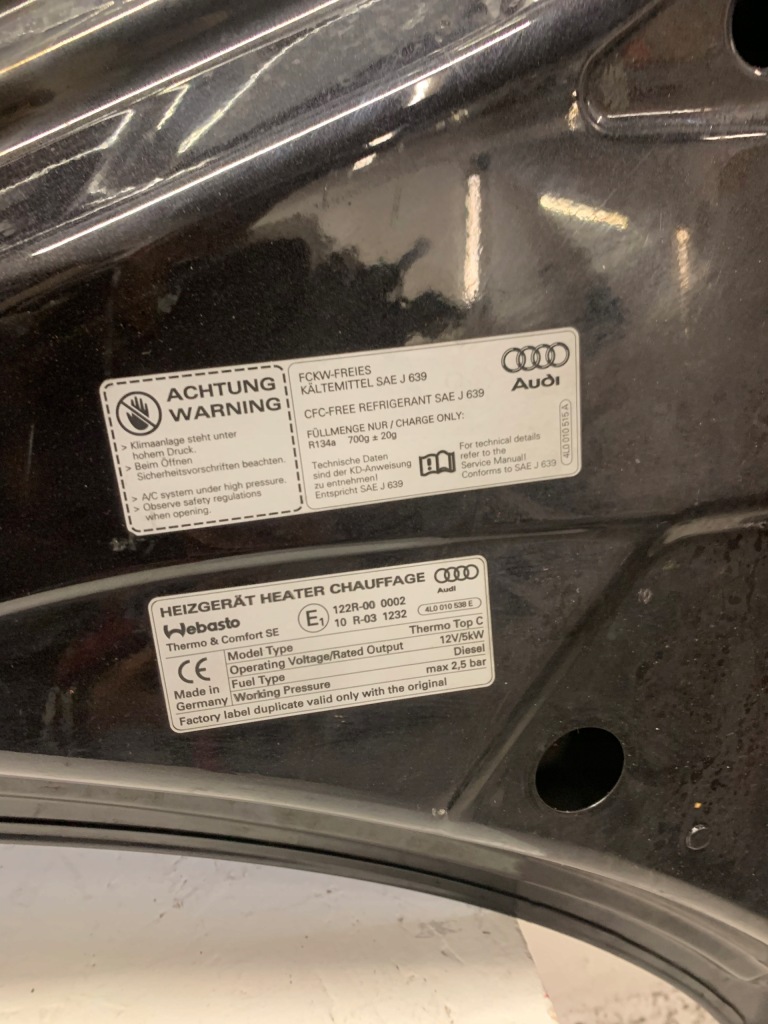 ACHTUNG
WARNING
> Klimaanlage steht unter
hohem Druck.
> Beim Öffnen
Sicherheitsvorschriften beachten.
> A/C system under high pressure.
> Observe safety regulations
when opening.
FCKW-FREIES
KÄLTEMITTEL SAE J 639
CFC-FREE REFRIGERANT SAE J 639
FÜLLMENGE NUR / CHARGE ONLY:
R134a 700g ± 20g
Technische Daten
sind der KD-Anweisung
zu entnehmen!
Entspricht SAE J 639
For technical details
refer to the
Service Manual!
Conforms to SAE J 639
Audi
4L0 010 515 A
HEIZGERÄT HEATER CHAUFFAGE
Audi
Webasto
Thermo & Comfort SE
E1
122R-00 0002
10 R-03 1232
4L0 010 538 E
CE
Made in
Germany
Model Type Thermo Top C
Operating Voltage/Rated Output 12V/5kW
Fuel Type Diesel
Working Pressure max 2,5 bar
Factory label duplicate valid only with the original